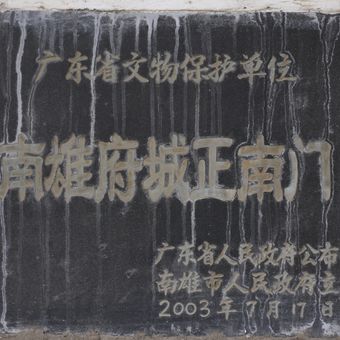 广东省文物保护单位
南雄府城正南门
广东省人民政府公布
南雄市人民政府立
2003年7月17日